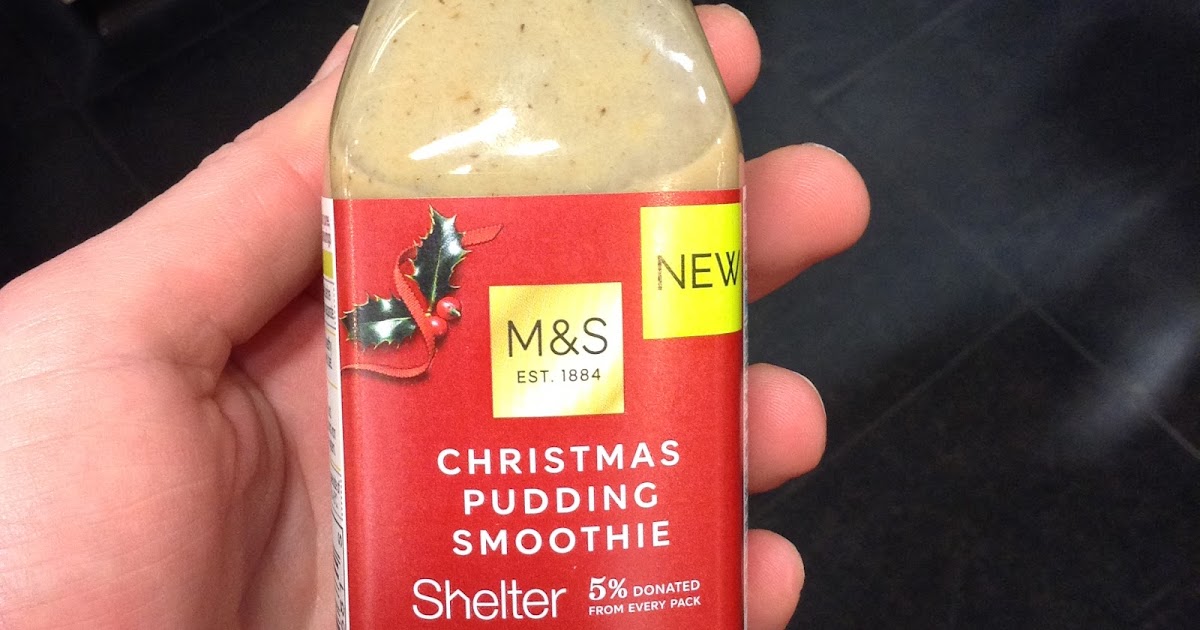 NEW
M&S
EST. 1884
CHRISTMAS
PUDDING
SMOOTHIE
Shelter
5% DONATED
FROM EVERY PACK